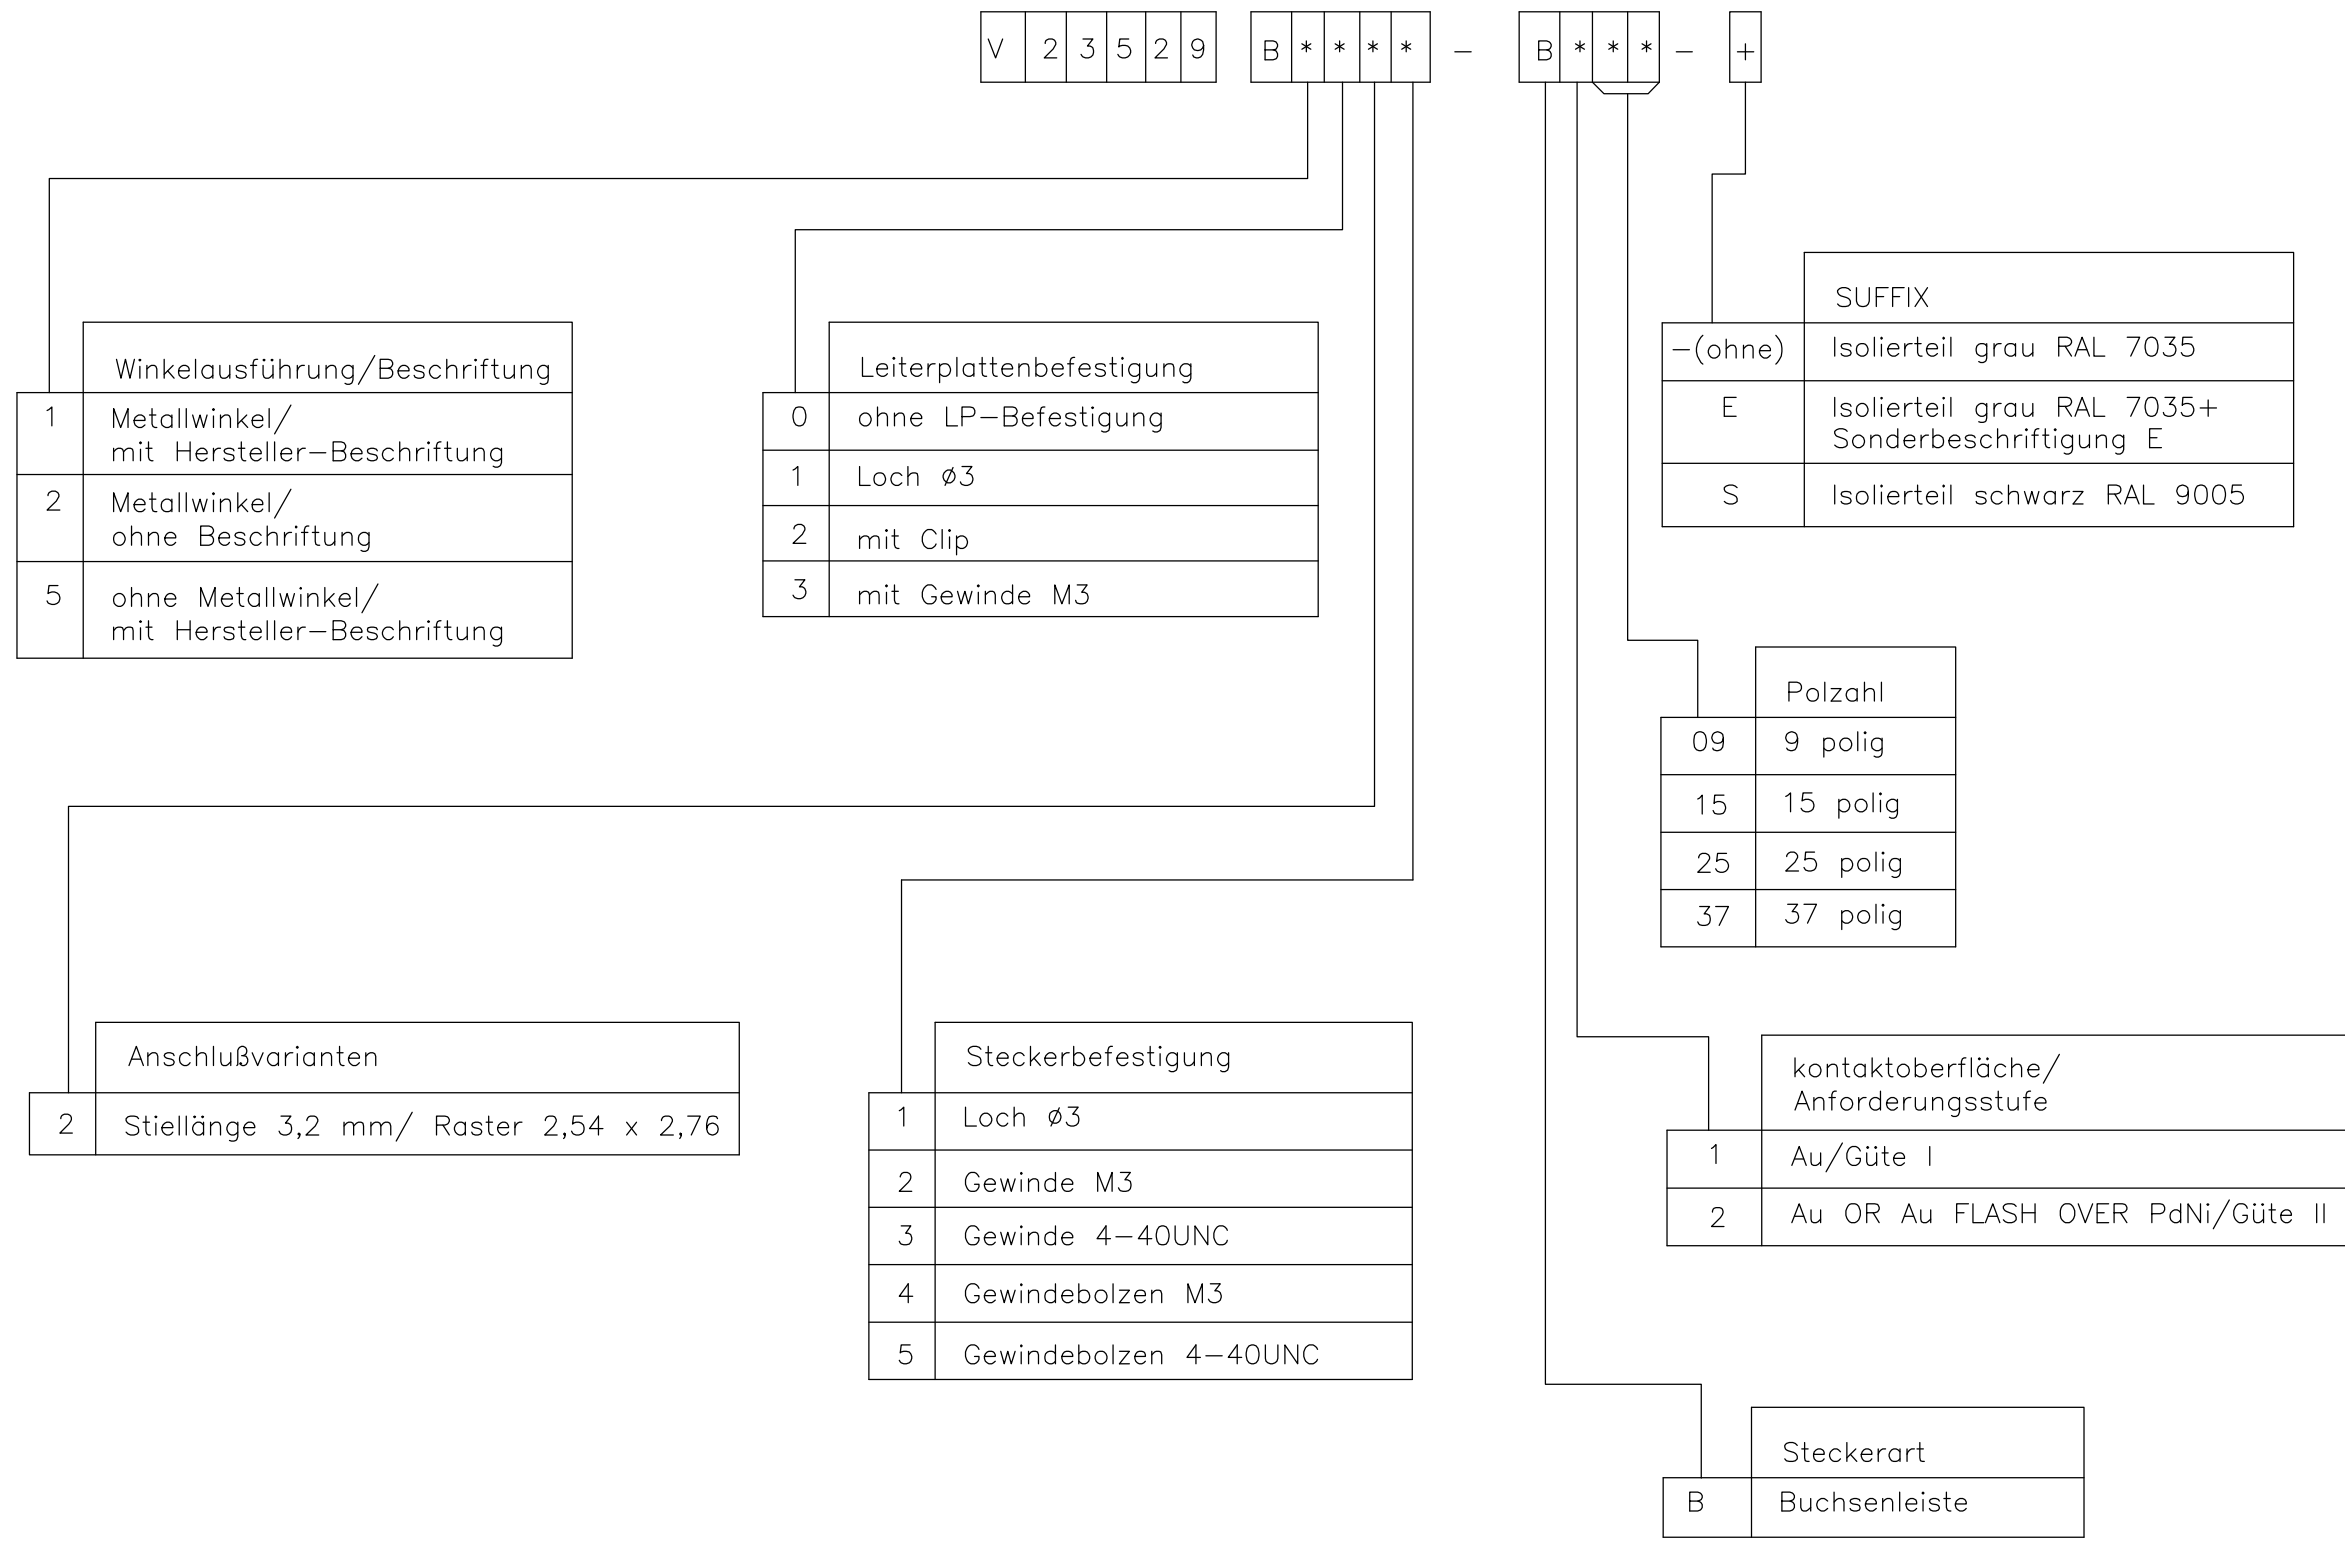 V 2 3 5 2 9 B * * * * - B * * * - +
SUFFIX
-(ohne) Isolierteil grau RAL 7035
E Isolierteil grau RAL 7035+
Sonderbeschriftigung E
S Isolierteil schwarz RAL 9005
Winkelausführung/Beschriftung
1 Metallwinkel/
mit Hersteller-Beschriftung
2 Metallwinkel/
ohne Beschriftung
5 ohne Metallwinkel/
mit Hersteller-Beschriftung
Leiterplattenbefestigung
0 ohne LP-Befestigung
1 Loch ø3
2 mit Clip
3 mit Gewinde M3
Polzahl
09 9 polig
15 15 polig
25 25 polig
37 37 polig
Anschlußvarianten
2 Stiellänge 3,2 mm/ Raster 2,54 x 2,76
Steckerbefestigung
1 Loch ø3
2 Gewinde M3
3 Gewinde 4-40UNC
4 Gewindebolzen M3
5 Gewindebolzen 4-40UNC
kontaktoberfläche/
Anforderungsstufe
1 Au/Güte I
2 Au OR Au FLASH OVER PdNi/Güte II
Steckerart
B Buchsenleiste